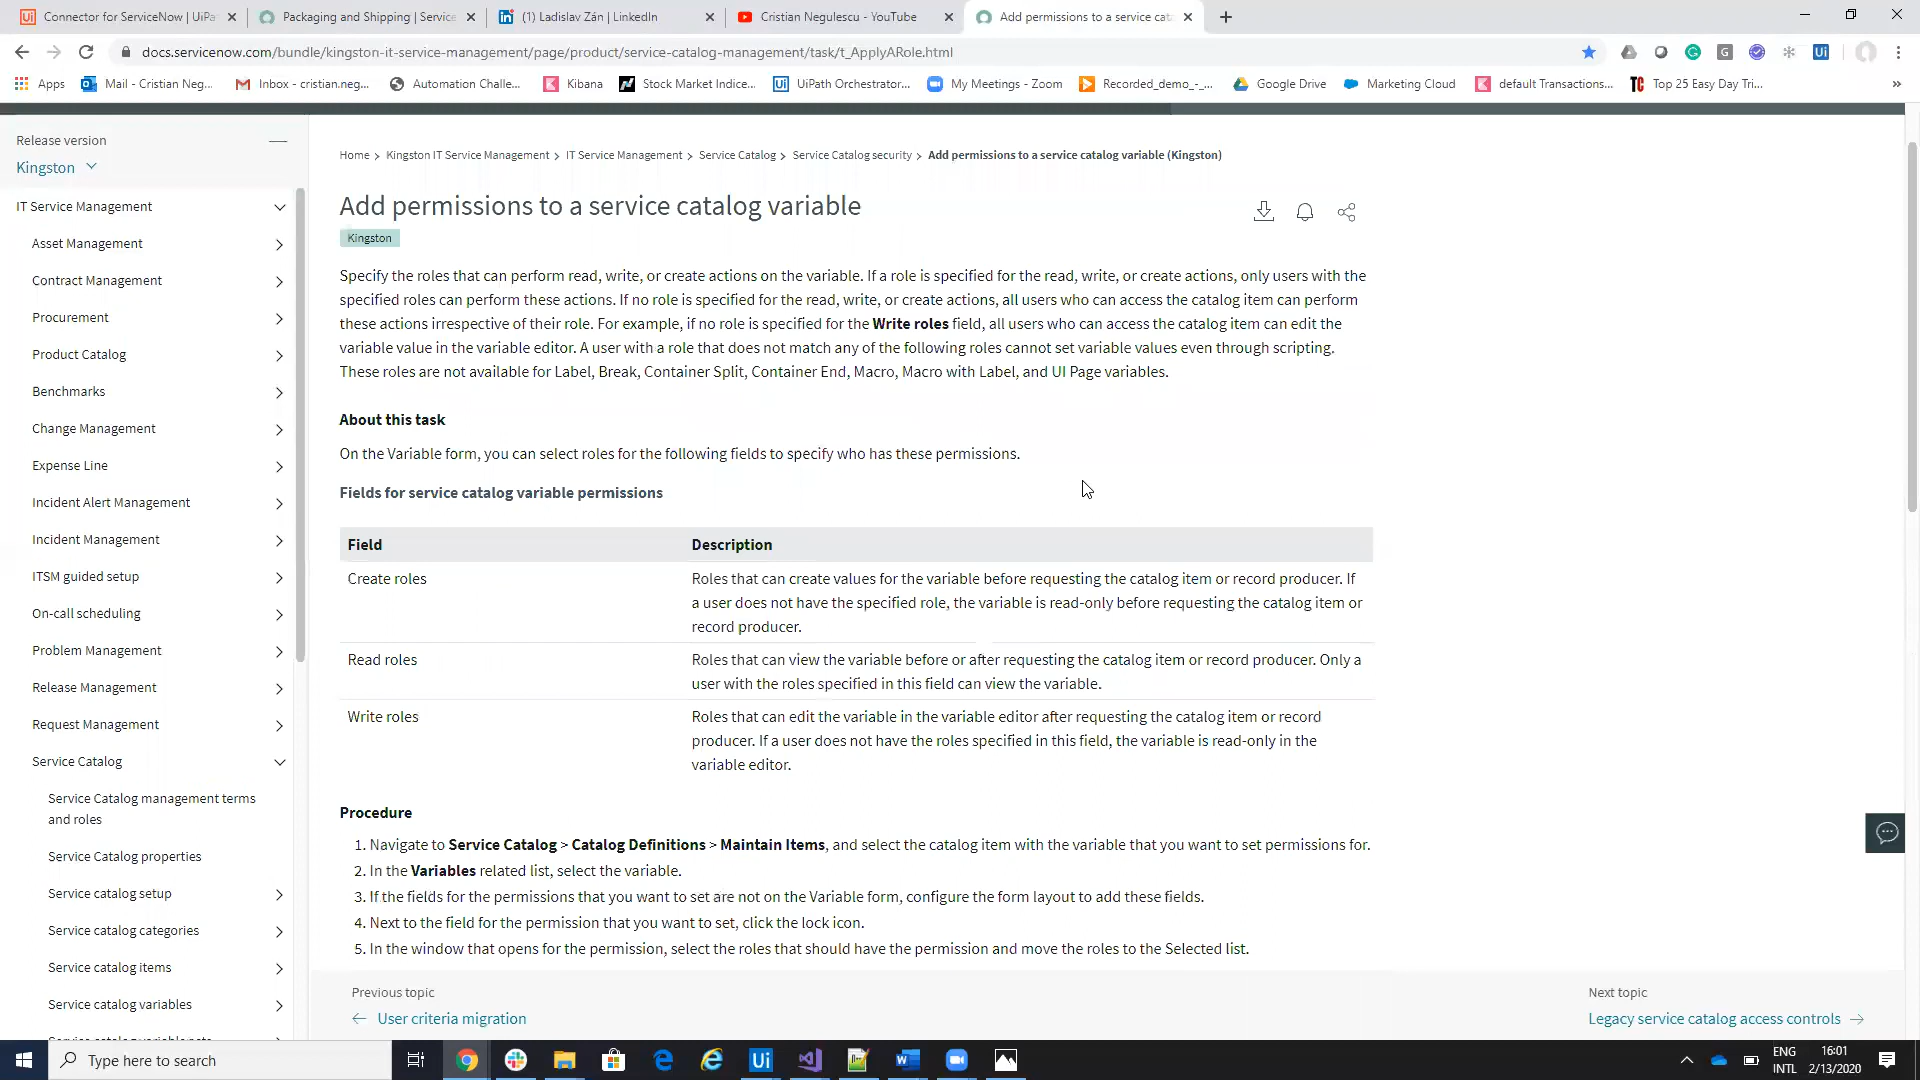 Connector for ServiceNow | UiPa
Packaging and Shipping | Service
(1) Ladislav Zán | LinkedIn
Cristian Negulescu - YouTube
Add permissions to a service cat
docs.servicenow.com/bundle/kingston-it-service-management/page/product/service-catalog-management/task/t_ApplyARole.html
Apps
Mail - Cristian Neg...
Inbox - cristian.neg...
Automation Challe...
Kibana
Stock Market Indice...
UiPath Orchestrator...
My Meetings - Zoom
Recorded_demo_-_...
Google Drive
Marketing Cloud
default Transactions...
Top 25 Easy Day Tri...
Release version
Kingston
IT Service Management
Asset Management
Contract Management
Procurement
Product Catalog
Benchmarks
Change Management
Expense Line
Incident Alert Management
Incident Management
ITSM guided setup
On-call scheduling
Problem Management
Release Management
Request Management
Service Catalog
Service Catalog management terms
and roles
Service Catalog properties
Service catalog setup
Service catalog categories
Service catalog items
Service catalog variables
Home > Kingston IT Service Management > IT Service Management > Service Catalog > Service Catalog security > Add permissions to a service catalog variable (Kingston)
Add permissions to a service catalog variable
Kingston
Specify the roles that can perform read, write, or create actions on the variable. If a role is specified for the read, write, or create actions, only users with the
specified roles can perform these actions. If no role is specified for the read, write, or create actions, all users who can access the catalog item can perform
these actions irrespective of their role. For example, if no role is specified for the Write roles field, all users who can access the catalog item can edit the
variable value in the variable editor. A user with a role that does not match any of the following roles cannot set variable values even through scripting.
These roles are not available for Label, Break, Container Split, Container End, Macro, Macro with Label, and UI Page variables.
About this task
On the Variable form, you can select roles for the following fields to specify who has these permissions.
Fields for service catalog variable permissions
Field
Description
Create roles
Roles that can create values for the variable before requesting the catalog item or record producer. If
a user does not have the specified role, the variable is read-only before requesting the catalog item or
record producer.
Read roles
Roles that can view the variable before or after requesting the catalog item or record producer. Only a
user with the roles specified in this field can view the variable.
Write roles
Roles that can edit the variable in the variable editor after requesting the catalog item or record
producer. If a user does not have the roles specified in this field, the variable is read-only in the
variable editor.
Procedure
1. Navigate to Service Catalog > Catalog Definitions > Maintain Items, and select the catalog item with the variable that you want to set permissions for.
2. In the Variables related list, select the variable.
3. If the fields for the permissions that you want to set are not on the Variable form, configure the form layout to add these fields.
4. Next to the field for the permission that you want to set, click the lock icon.
5. In the window that opens for the permission, select the roles that should have the permission and move the roles to the Selected list.
Previous topic
User criteria migration
Next topic
Legacy service catalog access controls
Type here to search
ENG
INTL
16:01
2/13/2020